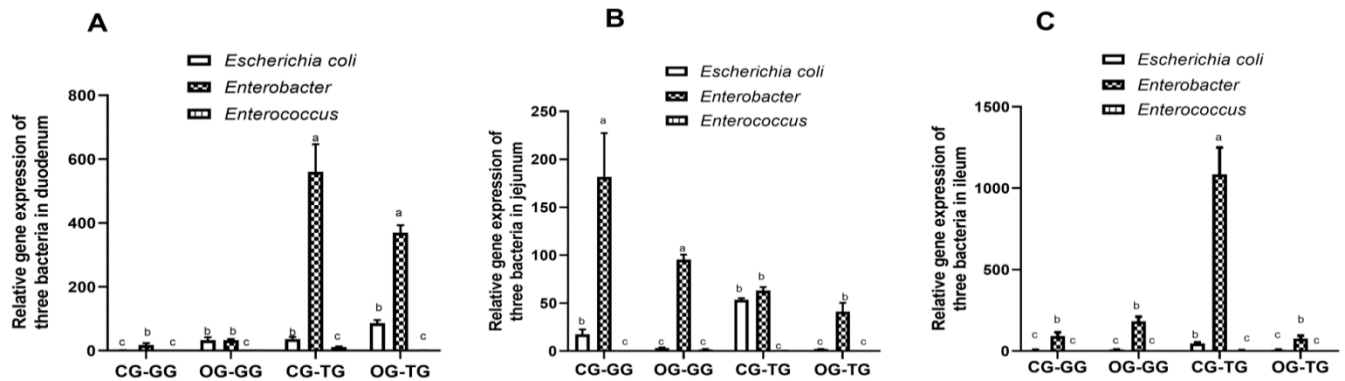 A
Escherichia coli
Enterobacter
Enterococcus
Relative gene expression of
three bacteria in duodenum
800
600
400
200
0
c b c
b b c
b a c
b a c
CG-GG OG-GG CG-TG OG-TG
B
Escherichia coli
Enterobacter
Enterococcus
Relative gene expression of
three bacteria in jejunum
250
200
150
100
50
0
b a c
c a c
b b c
c b c
CG-GG OG-GG CG-TG OG-TG
C
Escherichia coli
Enterobacter
Enterococcus
Relative gene expression of
three bacteria in ileum
1500
1000
500
0
c b c
c b c
b a c
c b c
CG-GG OG-GG CG-TG OG-TG